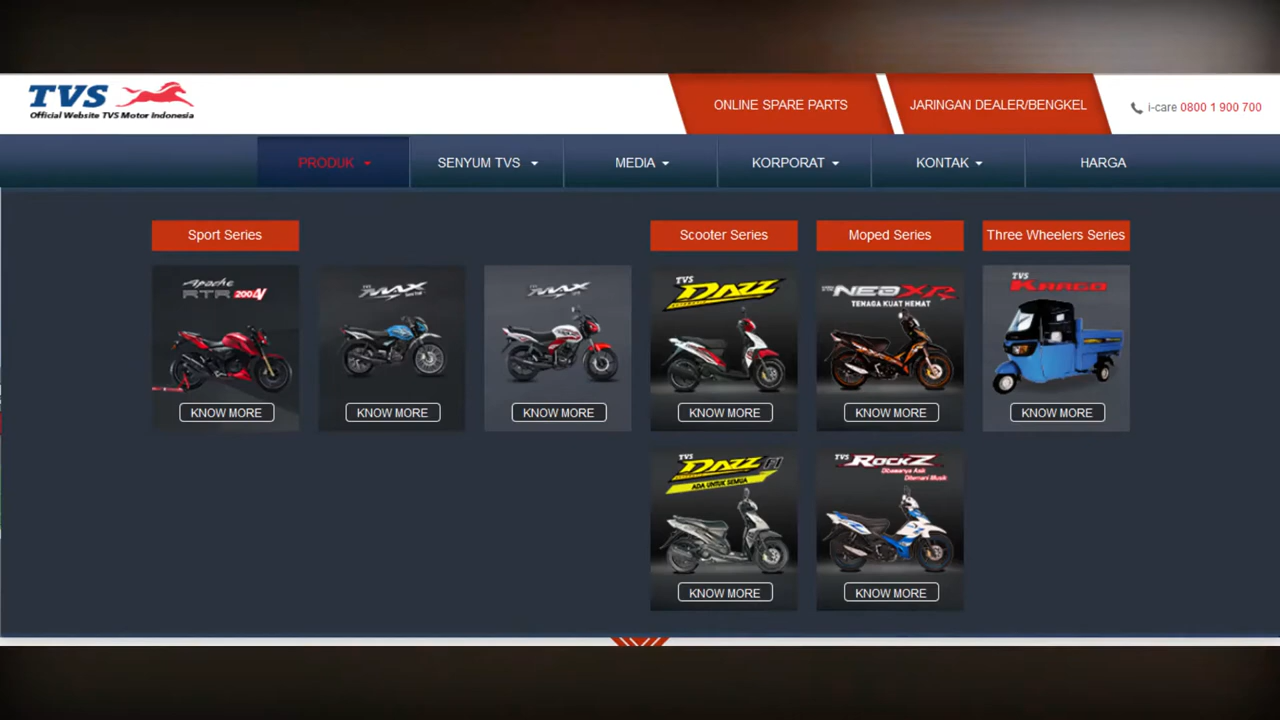 TVS
Official Website TVS Motor Indonesia
ONLINE SPARE PARTS
JARINGAN DEALER/BENGKEL
i-care 0800 1 900 700
PRODUK
SENYUM TVS
MEDIA
KORPORAT
KONTAK
HARGA
Sport Series
Scooter Series
Moped Series
Three Wheelers Series
Apache
RTR 200 4V
TVS
MAX
TVS
MAX
TVS
DAZZ
TVS NEO XR
TENAGA KUAT HEMAT
TVS
KARGO
KNOW MORE
KNOW MORE
KNOW MORE
KNOW MORE
KNOW MORE
KNOW MORE
TVS
DAZZ FI
ADA UNTUK SEMUA
TVS ROCKZ
Ditemani Musik
KNOW MORE
KNOW MORE